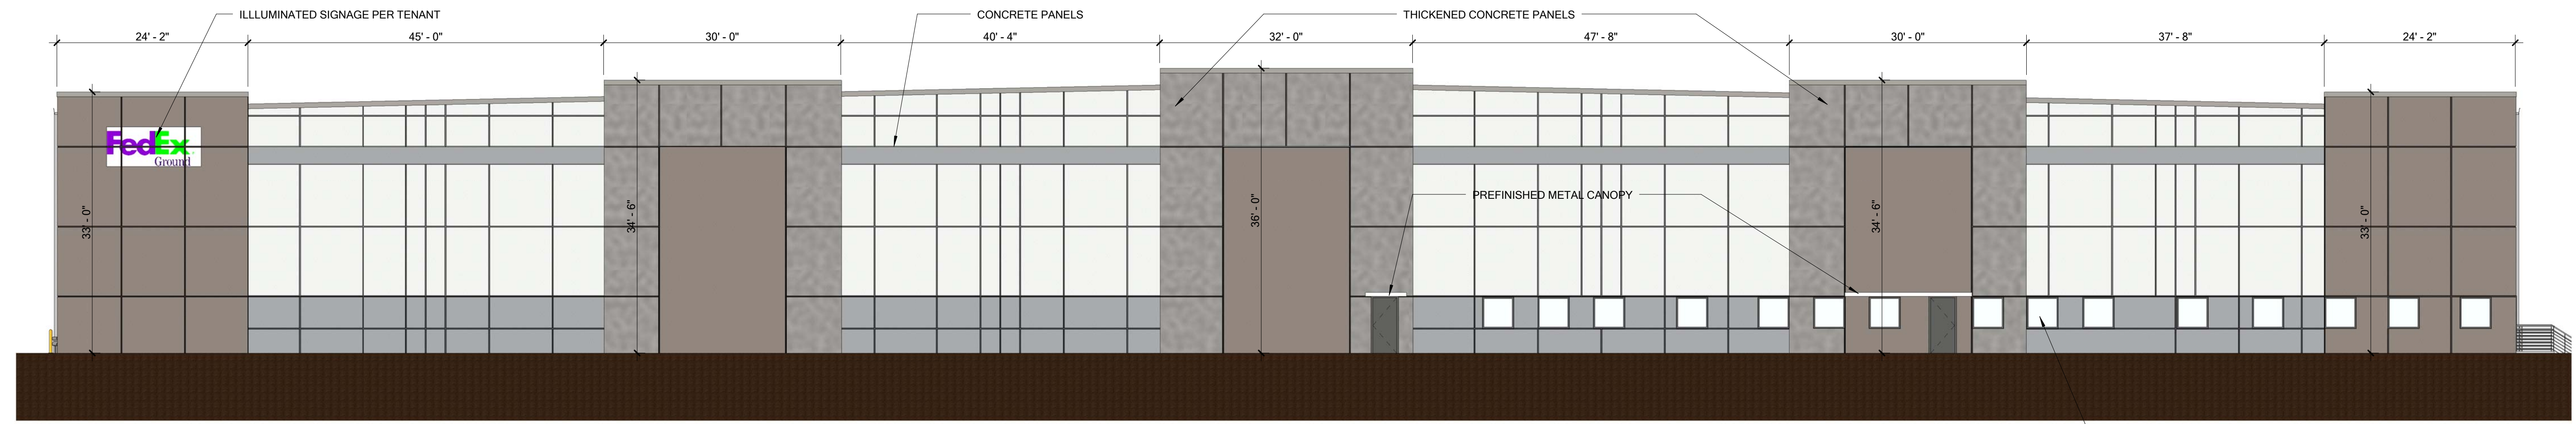 ILLLUMINATED SIGNAGE PER TENANT
CONCRETE PANELS
THICKENED CONCRETE PANELS
24' - 2"
45' - 0"
30' - 0"
40' - 4"
32' - 0"
47' - 8"
30' - 0"
37' - 8"
24' - 2"
FedEx
Ground
PREFINISHED METAL CANOPY
33' - 0"
34' - 6"
36' - 0"
34' - 6"
33' - 0"